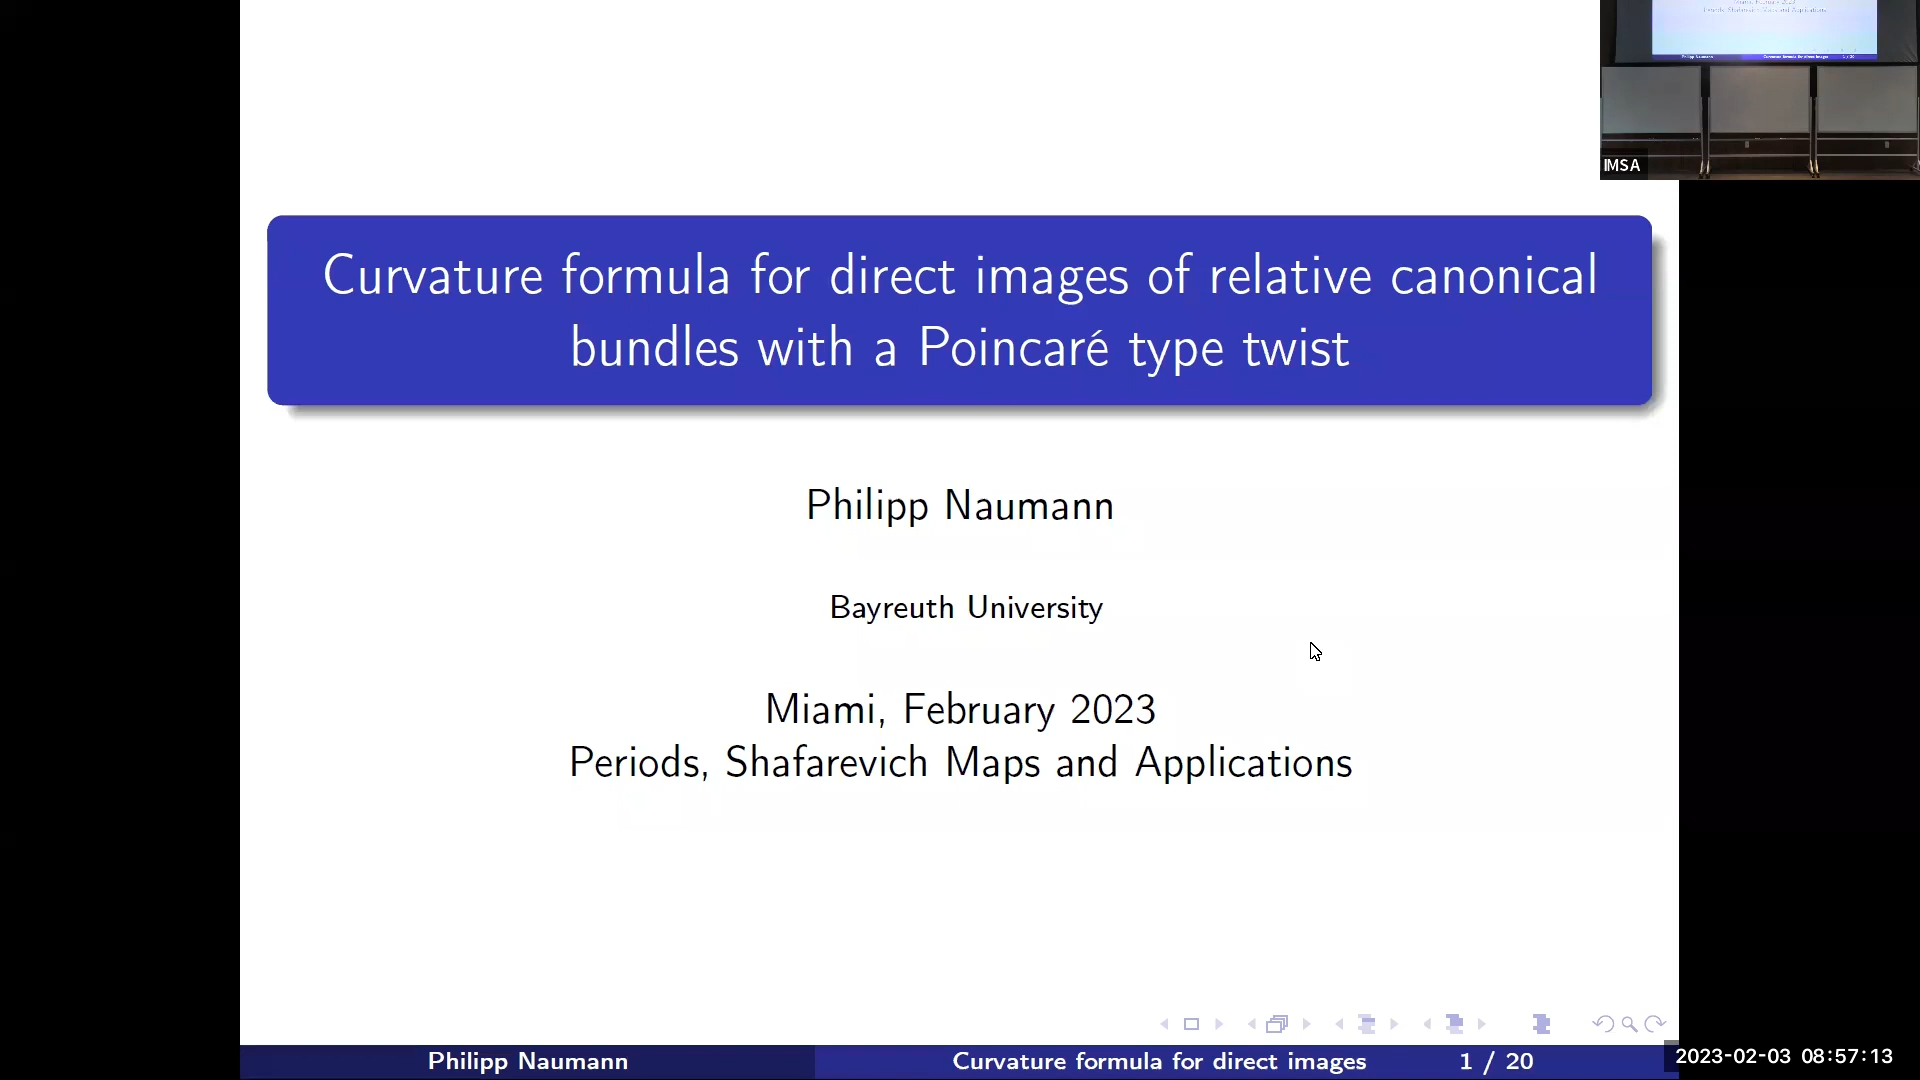 Curvature formula for direct images of relative canonical
bundles with a Poincaré type twist
Philipp Naumann
Bayreuth University
Miami, February 2023
Periods, Shafarevich Maps and Applications
Philipp Naumann
Curvature formula for direct images
1 / 20
IMSA
2023-02-03 08:57:13